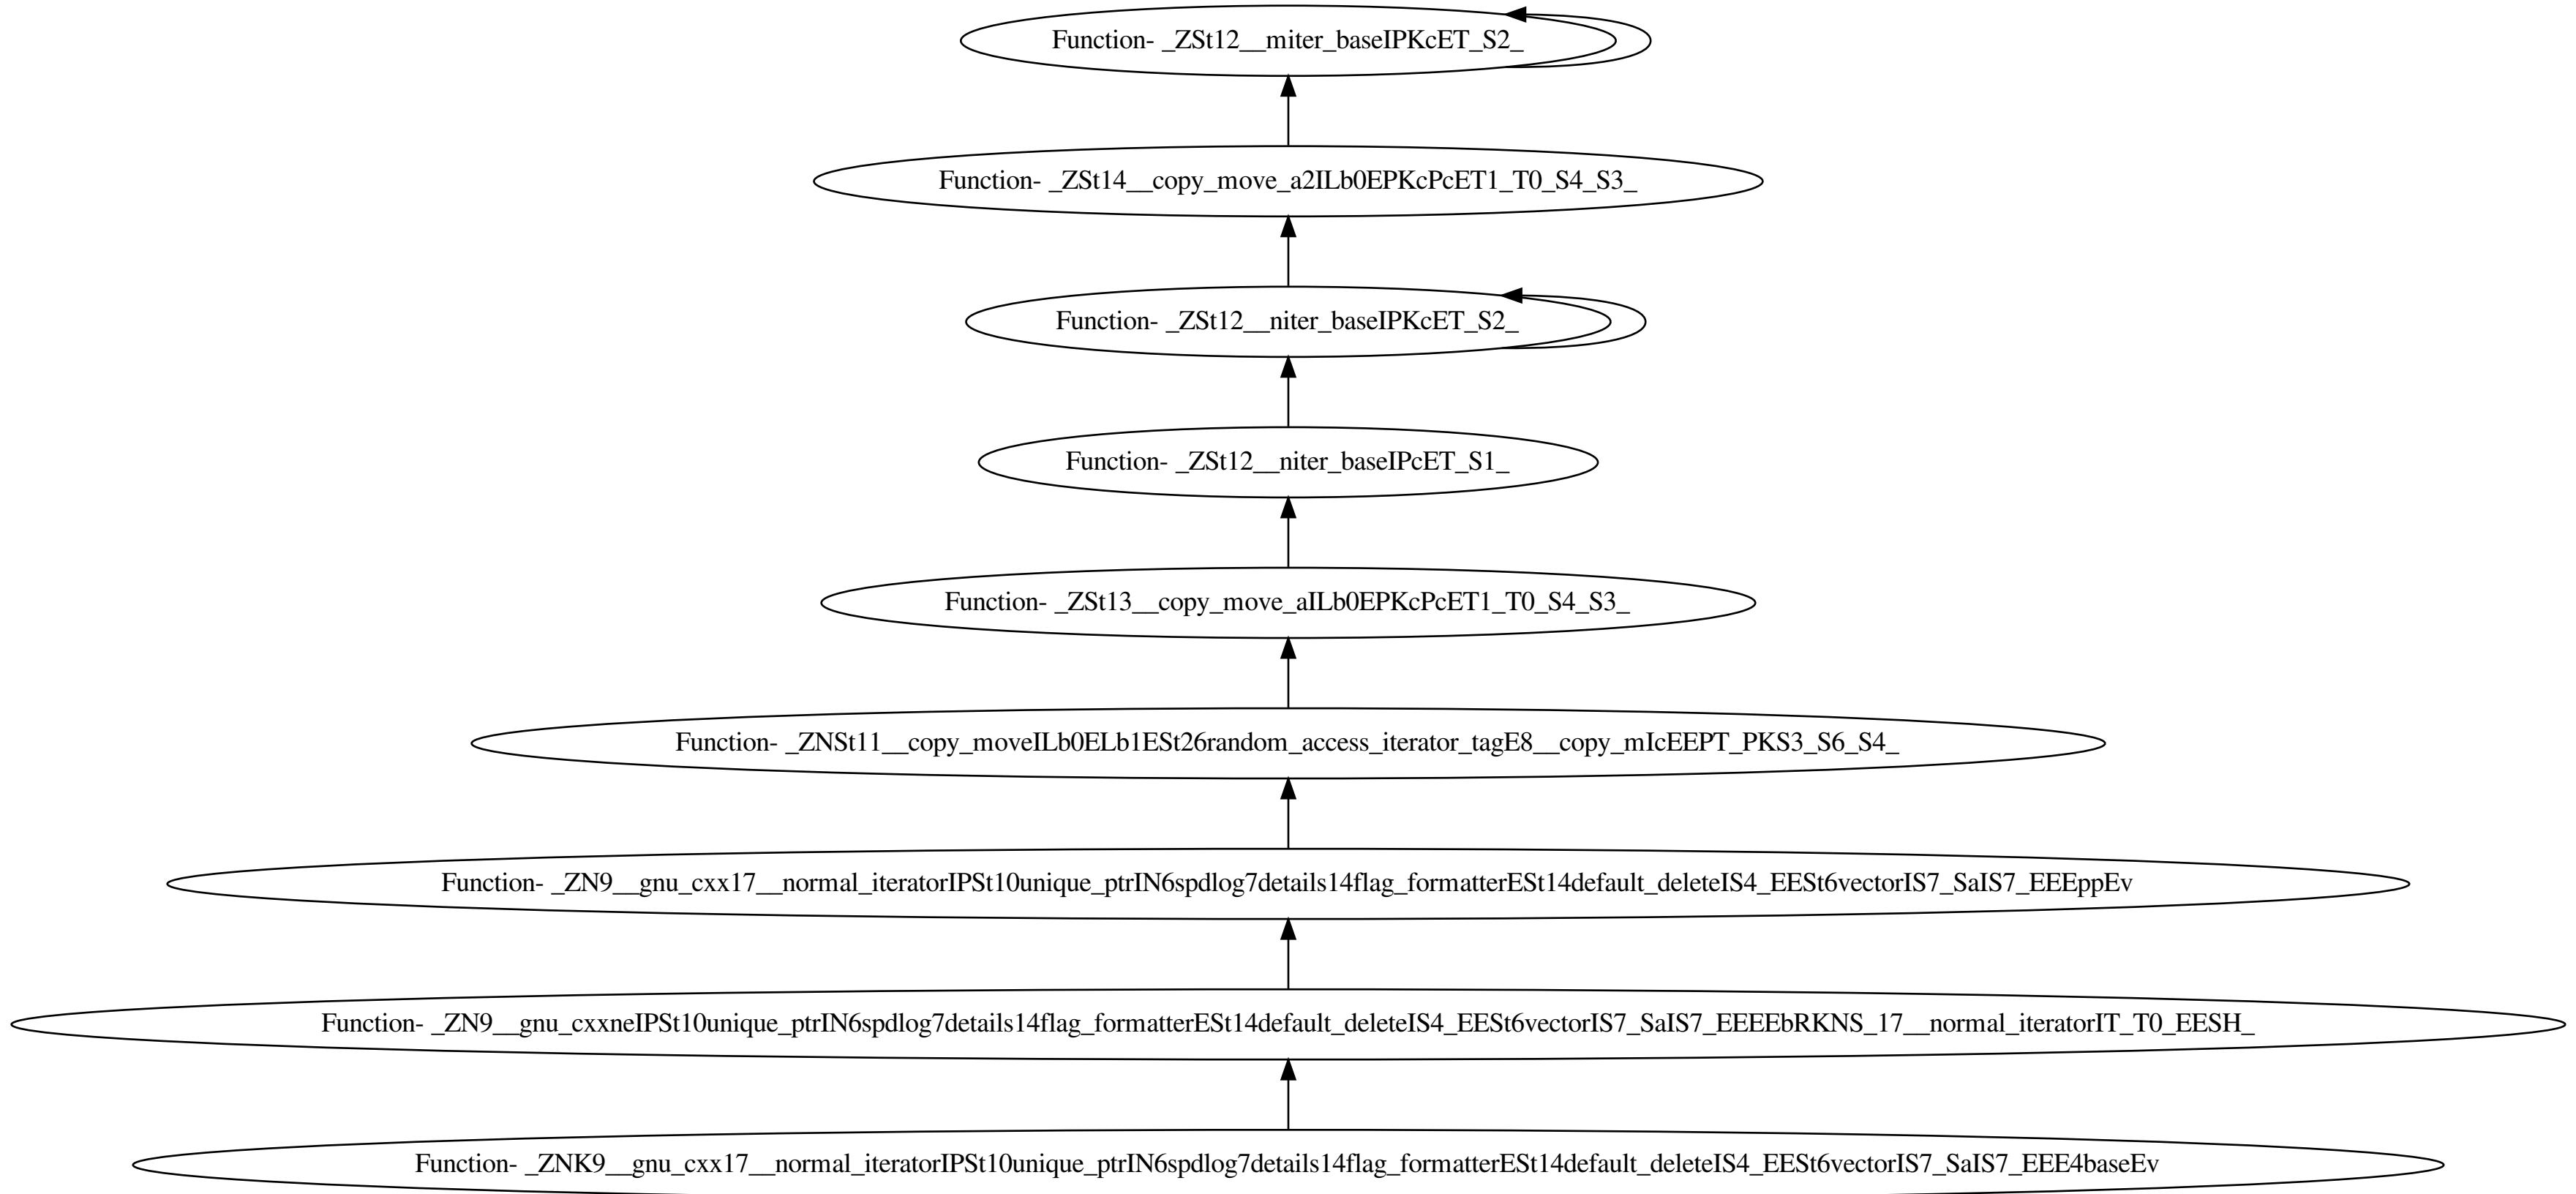 Function- _ZSt12__miter_baseIPKcET_S2_
Function- _ZSt14__copy_move_a2ILb0EPKcPcET1_T0_S4_S3_
Function- _ZSt12__niter_baseIPKcET_S2_
Function- _ZSt12__niter_baseIPcET_S1_
Function- _ZSt13__copy_move_aILb0EPKcPcET1_T0_S4_S3_
Function- _ZNSt11__copy_moveILb0ELb1ESt26random_access_iterator_tagE8__copy_mIcEEPT_PKS3_S6_S4_
Function- _ZN9__gnu_cxx17__normal_iteratorIPSt10unique_ptrIN6spdlog7details14flag_formatterESt14default_deleteIS4_EESt6vectorIS7_SaIS7_EEEppEv
Function- _ZN9__gnu_cxxneIPSt10unique_ptrIN6spdlog7details14flag_formatterESt14default_deleteIS4_EESt6vectorIS7_SaIS7_EEEEbRKNS_17__normal_iteratorIT_T0_EESH_
Function- _ZNK9__gnu_cxx17__normal_iteratorIPSt10unique_ptrIN6spdlog7details14flag_formatterESt14default_deleteIS4_EESt6vectorIS7_SaIS7_EEE4baseEv